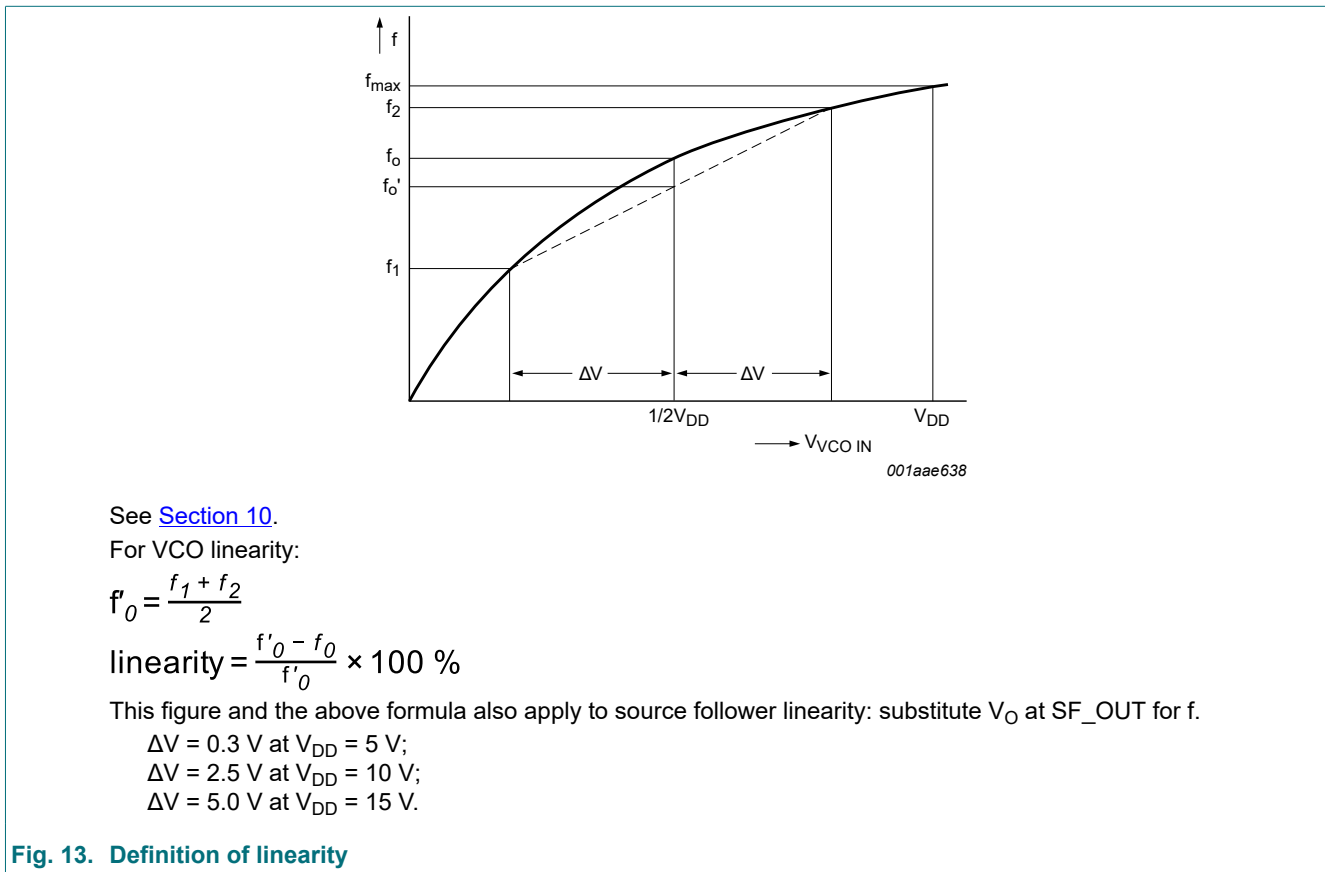 f
fmax
f2
fo
fo'
f1
ΔV ΔV
1/2VDD VDD
VVCO IN
001aae638
See Section 10.
For VCO linearity:
f'0 = f1 + f2 / 2
linearity = f'0 − f0 / f'0 × 100 %
This figure and the above formula also apply to source follower linearity: substitute VO at SF_OUT for f.
ΔV = 0.3 V at VDD = 5 V;
ΔV = 2.5 V at VDD = 10 V;
ΔV = 5.0 V at VDD = 15 V.
Fig. 13. Definition of linearity